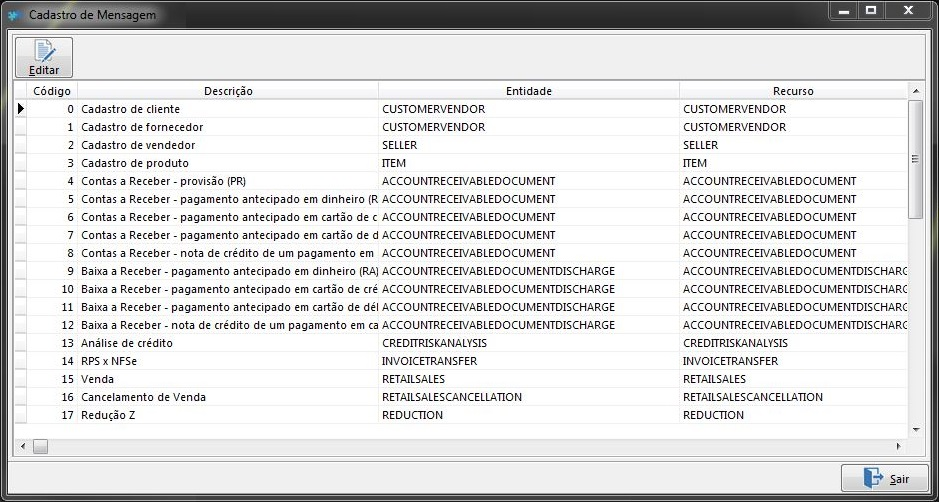 Cadastro de Mensagem
Editar
Código Descrição Entidade Recurso
0 Cadastro de cliente CUSTOMERVENDOR CUSTOMERVENDOR
1 Cadastro de fornecedor CUSTOMERVENDOR CUSTOMERVENDOR
2 Cadastro de vendedor SELLER SELLER
3 Cadastro de produto ITEM ITEM
4 Contas a Receber - provisão (PR) ACCOUNTRECEIVABLEDOCUMENT ACCOUNTRECEIVABLEDOCUMENT
5 Contas a Receber - pagamento antecipado em dinheiro (R ACCOUNTRECEIVABLEDOCUMENT ACCOUNTRECEIVABLEDOCUMENT
6 Contas a Receber - pagamento antecipado em cartão de c ACCOUNTRECEIVABLEDOCUMENT ACCOUNTRECEIVABLEDOCUMENT
7 Contas a Receber - pagamento antecipado em cartão de d ACCOUNTRECEIVABLEDOCUMENT ACCOUNTRECEIVABLEDOCUMENT
8 Contas a Receber - nota de crédito de um pagamento em ACCOUNTRECEIVABLEDOCUMENT ACCOUNTRECEIVABLEDOCUMENT
9 Baixa a Receber - pagamento antecipado em dinheiro (RA) ACCOUNTRECEIVABLEDOCUMENTDISCHARGE ACCOUNTRECEIVABLEDOCUMENTDISCHARG
10 Baixa a Receber - pagamento antecipado em cartão de cré ACCOUNTRECEIVABLEDOCUMENTDISCHARGE ACCOUNTRECEIVABLEDOCUMENTDISCHARG
11 Baixa a Receber - pagamento antecipado em cartão de dél ACCOUNTRECEIVABLEDOCUMENTDISCHARGE ACCOUNTRECEIVABLEDOCUMENTDISCHARG
12 Baixa a Receber - nota de crédito de um pagamento em ca ACCOUNTRECEIVABLEDOCUMENTDISCHARGE ACCOUNTRECEIVABLEDOCUMENTDISCHARG
13 Análise de crédito CREDITRISKANALYSIS CREDITRISKANALYSIS
14 RPS x NFSe INVOICETRANSFER INVOICETRANSFER
15 Venda RETAILSALES RETAILSALES
16 Cancelamento de Venda RETAILSALESCANCELLATION RETAILSALESCANCELLATION
17 Redução Z REDUCTION REDUCTION
Sair